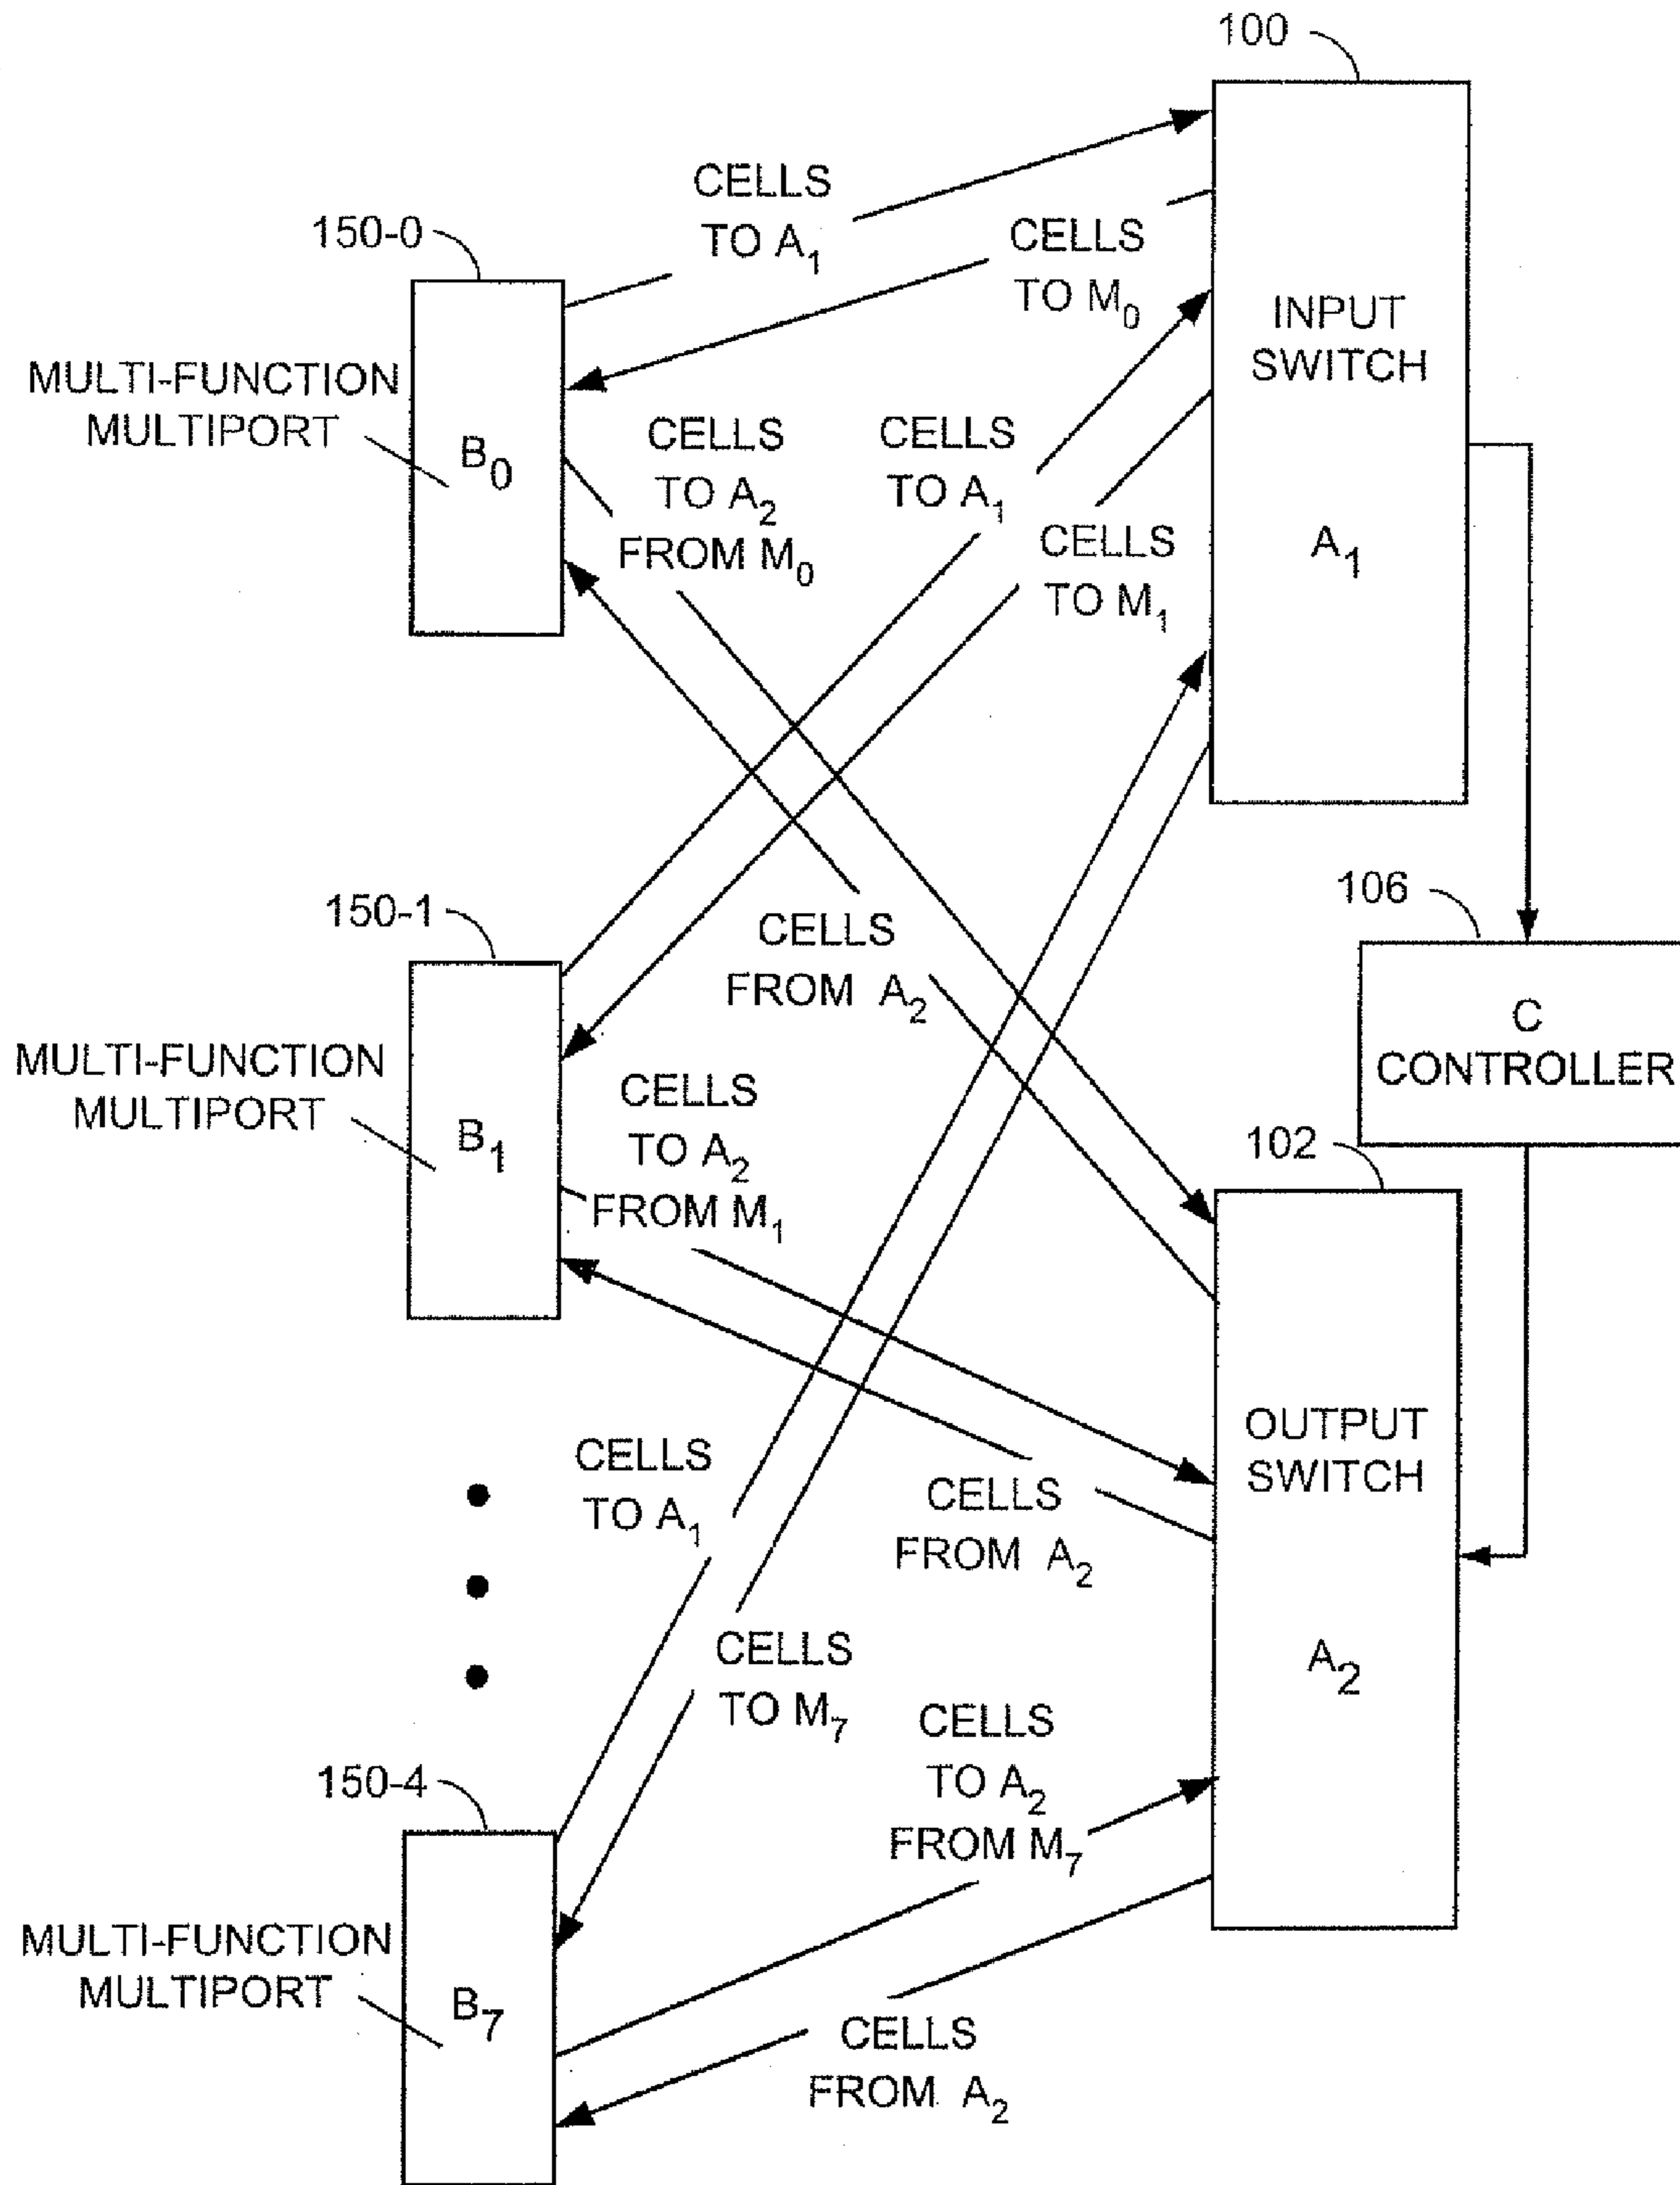 100
CELLS
TO A₁
150-0
CELLS
TO M₀
INPUT
SWITCH
A₁
MULTI-FUNCTION
MULTIPORT
B₀
CELLS
TO A₂
FROM M₀
CELLS
TO A₁
CELLS
TO M₁
106
150-1
CELLS
FROM A₂
C
CONTROLLER
MULTI-FUNCTION
MULTIPORT
B₁
CELLS
TO A₂
FROM M₁
102
OUTPUT
SWITCH
A₂
CELLS
TO A₁
CELLS
FROM A₂
CELLS
TO M₇
CELLS
TO A₂
FROM M₇
150-4
MULTI-FUNCTION
MULTIPORT
B₇
CELLS
FROM A₂